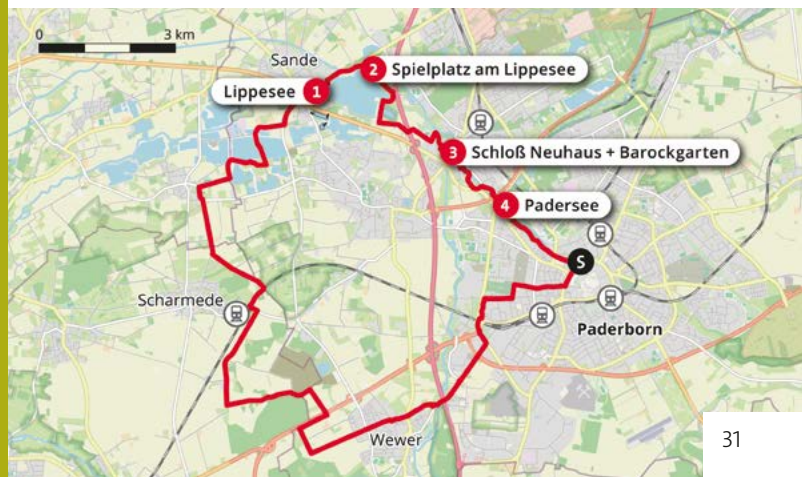 0 3 km
Sande
2 Spielplatz am Lippesee
Lippesee 1
3 Schloß Neuhaus + Barockgarten
4 Padersee
S
Scharmede
Paderborn
Wewer
31